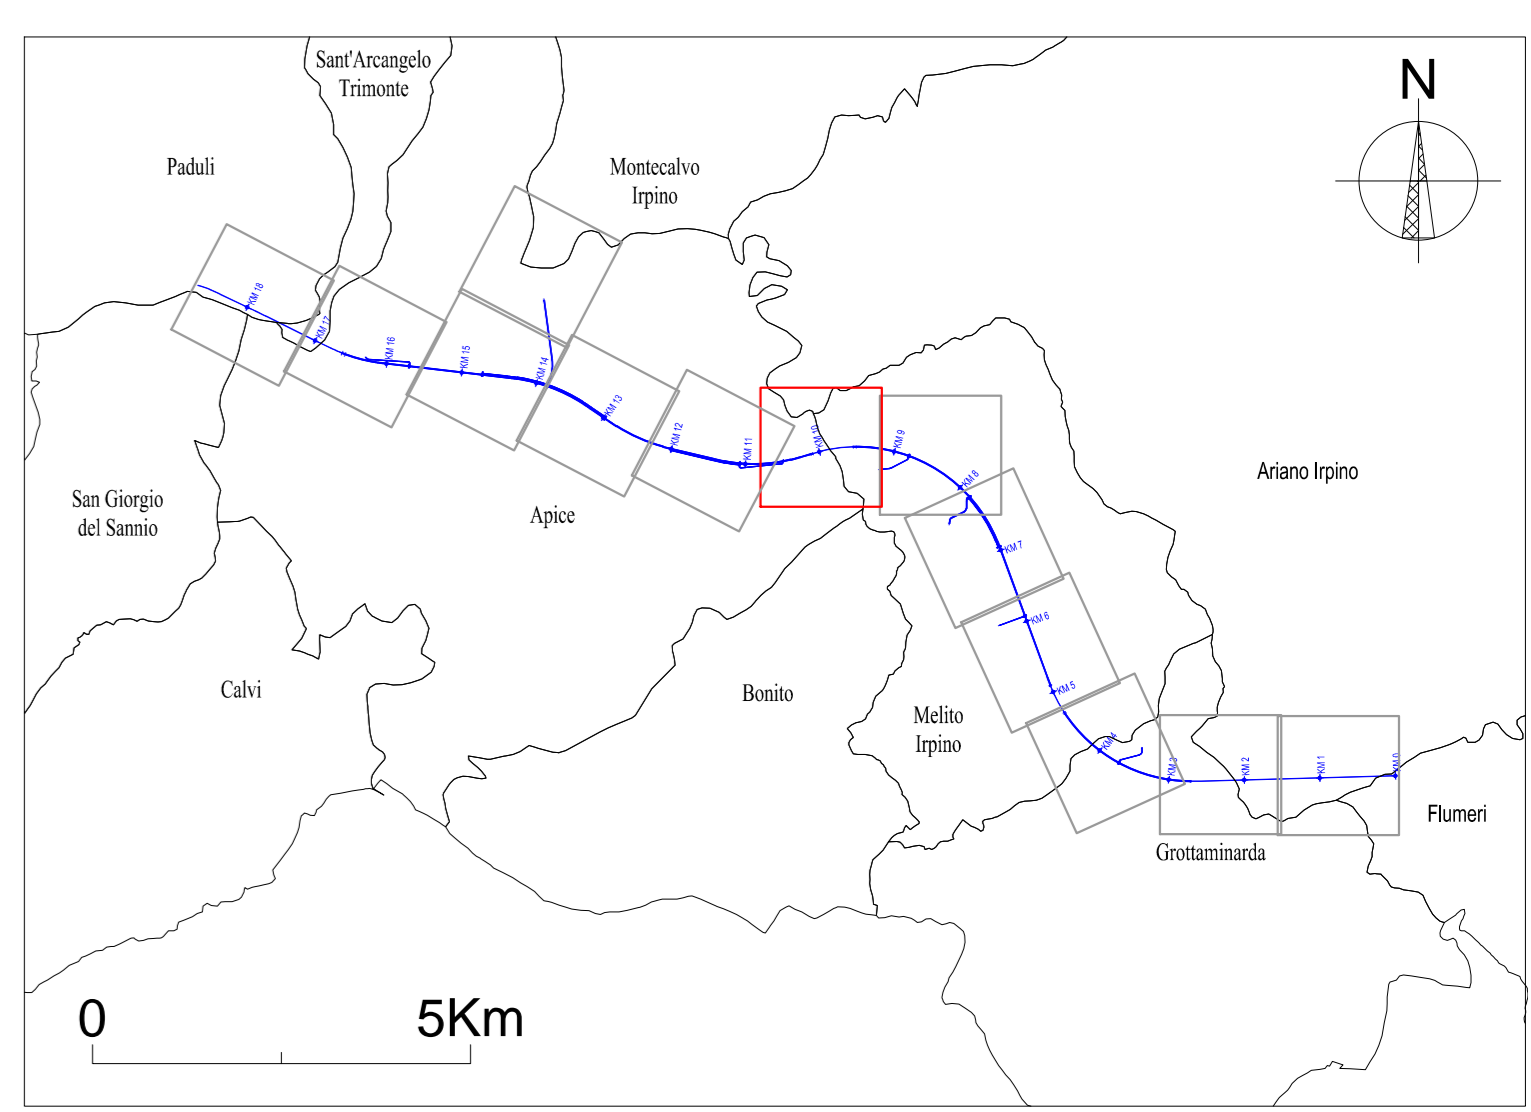 Sant'Arcangelo
Trimonte
N
Paduli
Montecalvo
Irpino
KM 18
KM 17
KM 16
KM 15
KM 14
KM 13
KM 12
KM 11
KM 10
KM 9
KM 8
KM 7
KM 6
KM 5
KM 4
KM 3
KM 2
KM 1
KM 0
Ariano Irpino
San Giorgio
del Sannio
Apice
Calvi
Bonito
Melito
Irpino
Flumeri
Grottaminarda
0
5Km